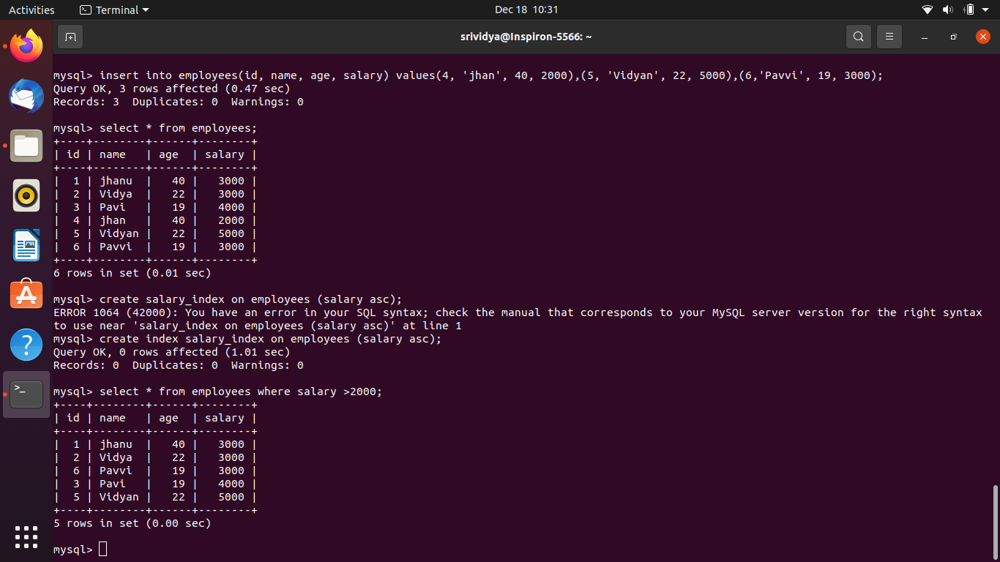 Activities Terminal Dec 18 10:31
srividya@Inspiron-5566: ~
mysql> insert into employees(id, name, age, salary) values(4, 'jhan', 40, 2000),(5, 'Vidyan', 22, 5000),(6,'Pavvi', 19, 3000);
Query OK, 3 rows affected (0.47 sec)
Records: 3  Duplicates: 0  Warnings: 0
mysql> select * from employees;
+----+--------+------+--------+
| id | name   | age  | salary |
+----+--------+------+--------+
|  1 | jhanu  |   40 |   3000 |
|  2 | Vidya  |   22 |   3000 |
|  3 | Pavi   |   19 |   4000 |
|  4 | jhan   |   40 |   2000 |
|  5 | Vidyan |   22 |   5000 |
|  6 | Pavvi  |   19 |   3000 |
+----+--------+------+--------+
6 rows in set (0.01 sec)
mysql> create salary_index on employees (salary asc);
ERROR 1064 (42000): You have an error in your SQL syntax; check the manual that corresponds to your MySQL server version for the right syntax
to use near 'salary_index on employees (salary asc)' at line 1
mysql> create index salary_index on employees (salary asc);
Query OK, 0 rows affected (1.01 sec)
Records: 0  Duplicates: 0  Warnings: 0
mysql> select * from employees where salary >2000;
+----+--------+------+--------+
| id | name   | age  | salary |
+----+--------+------+--------+
|  1 | jhanu  |   40 |   3000 |
|  2 | Vidya  |   22 |   3000 |
|  6 | Pavvi  |   19 |   3000 |
|  3 | Pavi   |   19 |   4000 |
|  5 | Vidyan |   22 |   5000 |
+----+--------+------+--------+
5 rows in set (0.00 sec)
mysql>